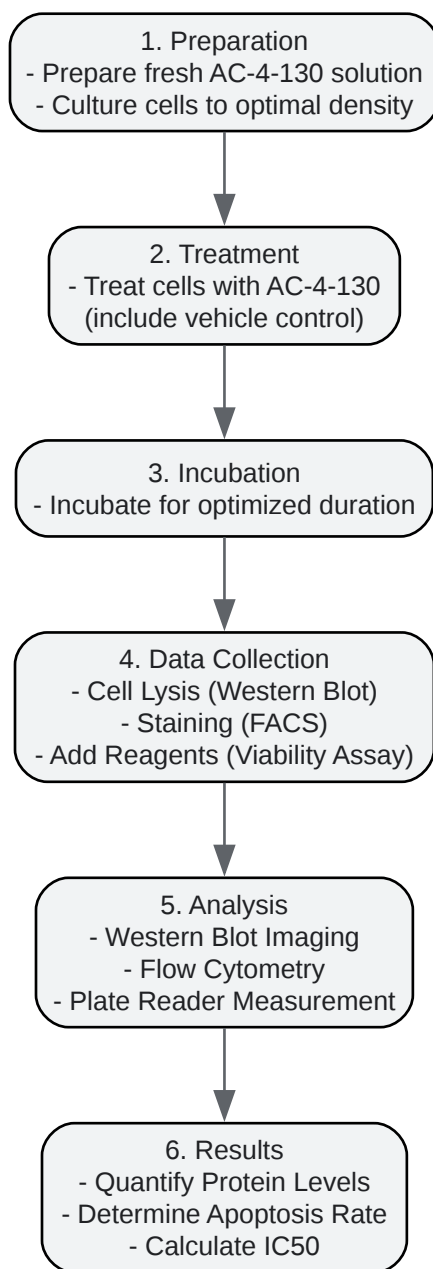 1. Preparation
- Prepare fresh AC-4-130 solution
- Culture cells to optimal density
2. Treatment
- Treat cells with AC-4-130
(include vehicle control)
3. Incubation
- Incubate for optimized duration
4. Data Collection
- Cell Lysis (Western Blot)
- Staining (FACS)
- Add Reagents (Viability Assay)
5. Analysis
- Western Blot Imaging
- Flow Cytometry
- Plate Reader Measurement
6. Results
- Quantify Protein Levels
- Determine Apoptosis Rate
- Calculate IC50